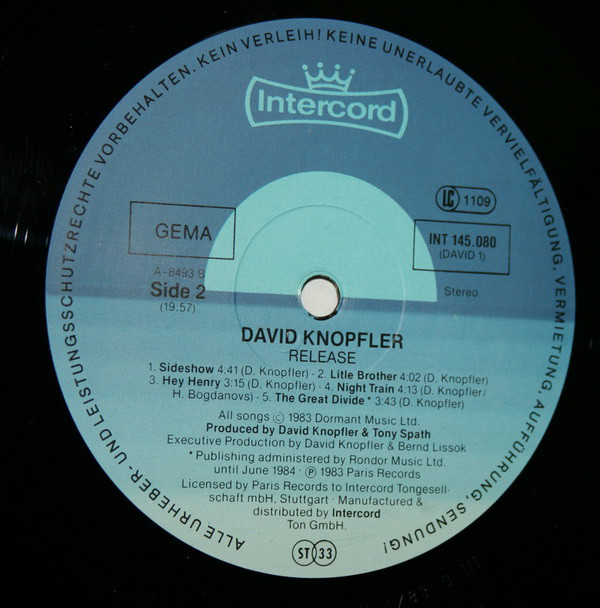 ALLE URHEBER- UND LEISTUNGSSCHUTZRECHTE VORBEHALTEN. KEIN VERLEIH! KEINE UNERLAUBTE VERVIELFÄLTIGUNG, VERMIETUNG, AUFFÜHRUNG, SENDUNG!
Intercord
LC 1109
GEMA
INT 145.080
(DAVID 1)
A-8493 B
Side 2
(19:57)
Stereo
DAVID KNOPFLER
RELEASE
1. Sideshow 4:41 (D. Knopfler) · 2. Litle Brother 4:02 (D. Knopfler)
3. Hey Henry 3:15 (D. Knopfler) · 4. Night Train 4:13 (D. Knopfler/
H. Bogdanovs) · 5. The Great Divide * 3:43 (D. Knopfler)
All songs © 1983 Dormant Music Ltd.
Produced by David Knopfler & Tony Spath
Executive Production by David Knopfler & Bernd Lissok
* Publishing administered by Rondor Music Ltd.
until June 1984 · ℗ 1983 Paris Records
Licensed by Paris Records to Intercord Tongesell-
schaft mbH, Stuttgart · Manufactured &
distributed by Intercord
Ton GmbH.
ST 33